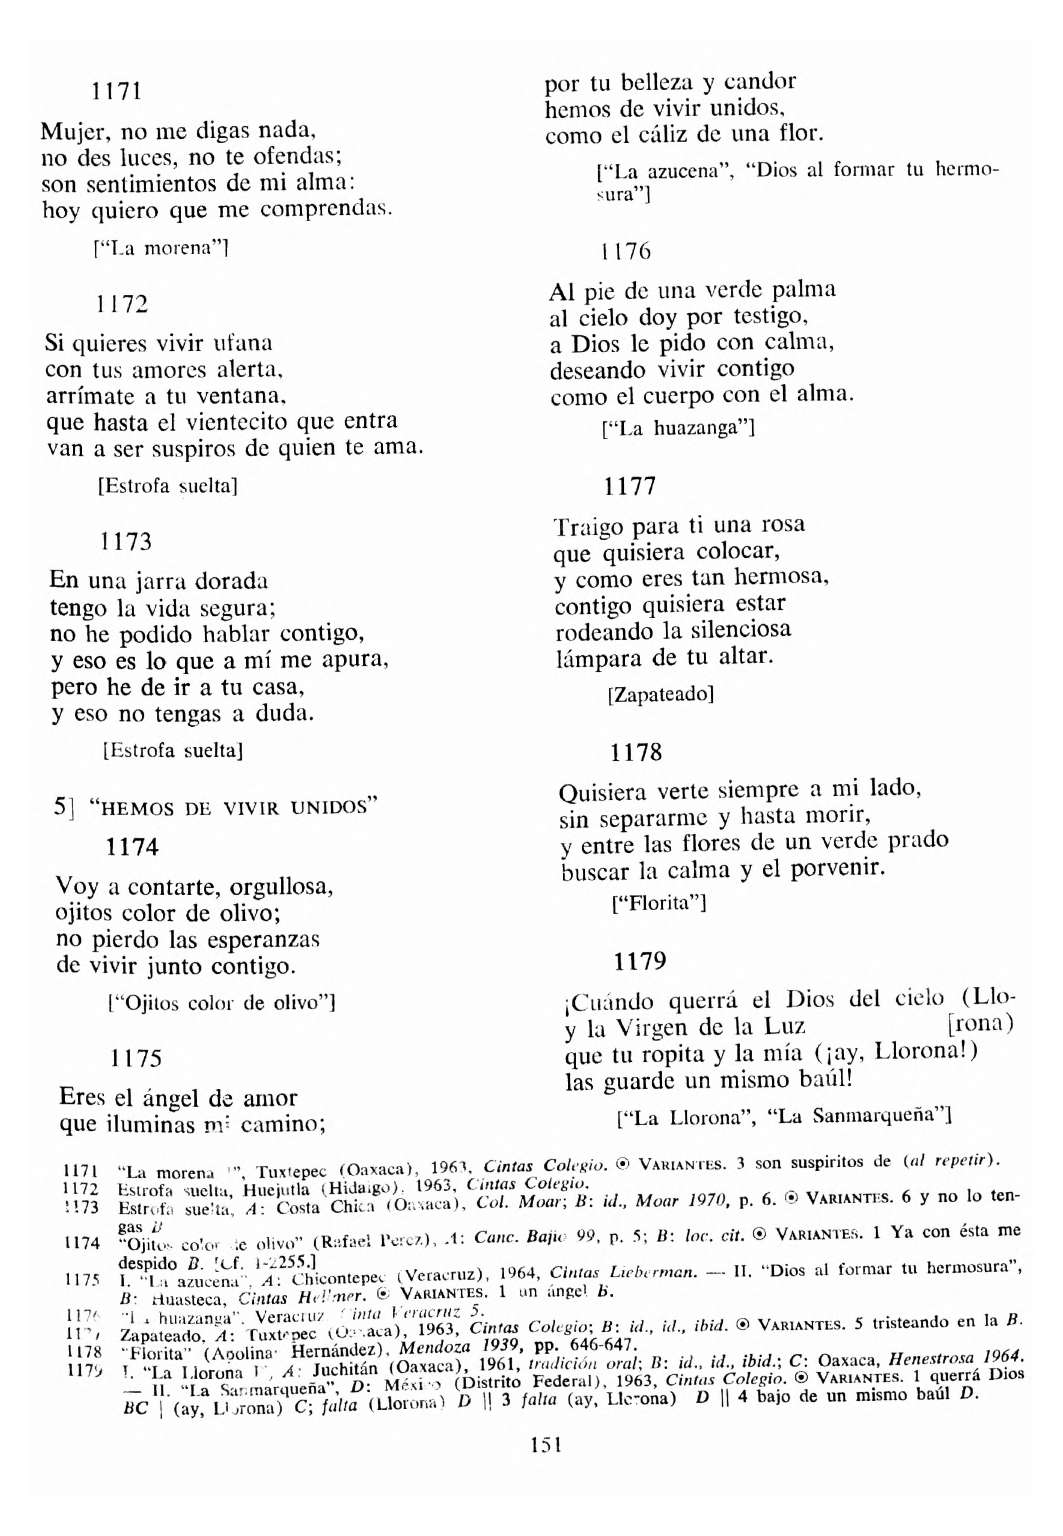 1171
Mujer, no me digas nada,
no des luces, no te ofendas;
son sentimientos de mi alma:
hoy quiero que me comprendas.
[“La morena”]
1172
Si quieres vivir ufana
con tus amores alerta,
arrímate a tu ventana,
que hasta el vientecito que entra
van a ser suspiros de quien te ama.
[Estrofa suelta]
1173
En una jarra dorada
tengo la vida segura;
no he podido hablar contigo,
y eso es lo que a mí me apura,
pero he de ir a tu casa,
y eso no tengas a duda.
[Estrofa suelta]
5] “HEMOS DE VIVIR UNIDOS”
1174
Voy a contarte, orgullosa,
ojitos color de olivo;
no pierdo las esperanzas
de vivir junto contigo.
[“Ojitos color de olivo”]
1175
Eres el ángel de amor
que iluminas mi camino;
por tu belleza y candor
hemos de vivir unidos,
como el cáliz de una flor.
[“La azucena”, “Dios al formar tu hermo-
sura”]
1176
Al pie de una verde palma
al cielo doy por testigo,
a Dios le pido con calma,
deseando vivir contigo
como el cuerpo con el alma.
[“La huazanga”]
1177
Traigo para ti una rosa
que quisiera colocar,
y como eres tan hermosa,
contigo quisiera estar
rodeando la silenciosa
lámpara de tu altar.
[Zapateado]
1178
Quisiera verte siempre a mi lado,
sin separarme y hasta morir,
y entre las flores de un verde prado
buscar la calma y el porvenir.
[“Florita”]
1179
¡Cuándo querrá el Dios del cielo (Llo-
y la Virgen de la Luz [rona)
que tu ropita y la mía (¡ay, Llorona!)
las guarde un mismo baúl!
[“La Llorona”, “La Sanmarqueña”]
1171 “La morena ”, Tuxtepec (Oaxaca), 1963, Cintas Colegio. ⊙ VARIANTES. 3 son suspiritos de (al repetir).
1172 Estrofa suelta, Huejutla (Hidalgo), 1963, Cintas Colegio.
1173 Estrofa suelta, A: Costa Chica (Oaxaca), Col. Moar; B: id., Moar 1970, p. 6. ⊙ VARIANTES. 6 y no lo ten-
gas B
1174 “Ojitos color de olivo” (Rafael Pérez), A: Canc. Bajío 99, p. 5; B: loc. cit. ⊙ VARIANTES. 1 Ya con ésta me
despido B. [Cf. 1-2255.]
1175 I. “La azucena”, A: Chicontepec (Veracruz), 1964, Cintas Lieberman. — II. “Dios al formar tu hermosura”,
B: Huasteca, Cintas Hellmer. ⊙ VARIANTES. 1 un ángel B.
1176 “La huazanga”. Veracruz Cinta Veracruz 5.
1177 Zapateado, A: Tuxtepec (Oaxaca), 1963, Cintas Colegio; B: id., id., ibid. ⊙ VARIANTES. 5 tristeando en la B.
1178 “Florita” (Apolinar Hernández), Mendoza 1939, pp. 646-647.
1179 I. “La Llorona ”, A: Juchitán (Oaxaca), 1961, tradición oral; B: id., id., ibid.; C: Oaxaca, Henestrosa 1964.
— II. “La Sanmarqueña”, D: México (Distrito Federal), 1963, Cintas Colegio. ⊙ VARIANTES. 1 querrá Dios
BC | (ay, Llorona) C; falta (Llorona) D || 3 falta (ay, Llorona) D || 4 bajo de un mismo baúl D.
151